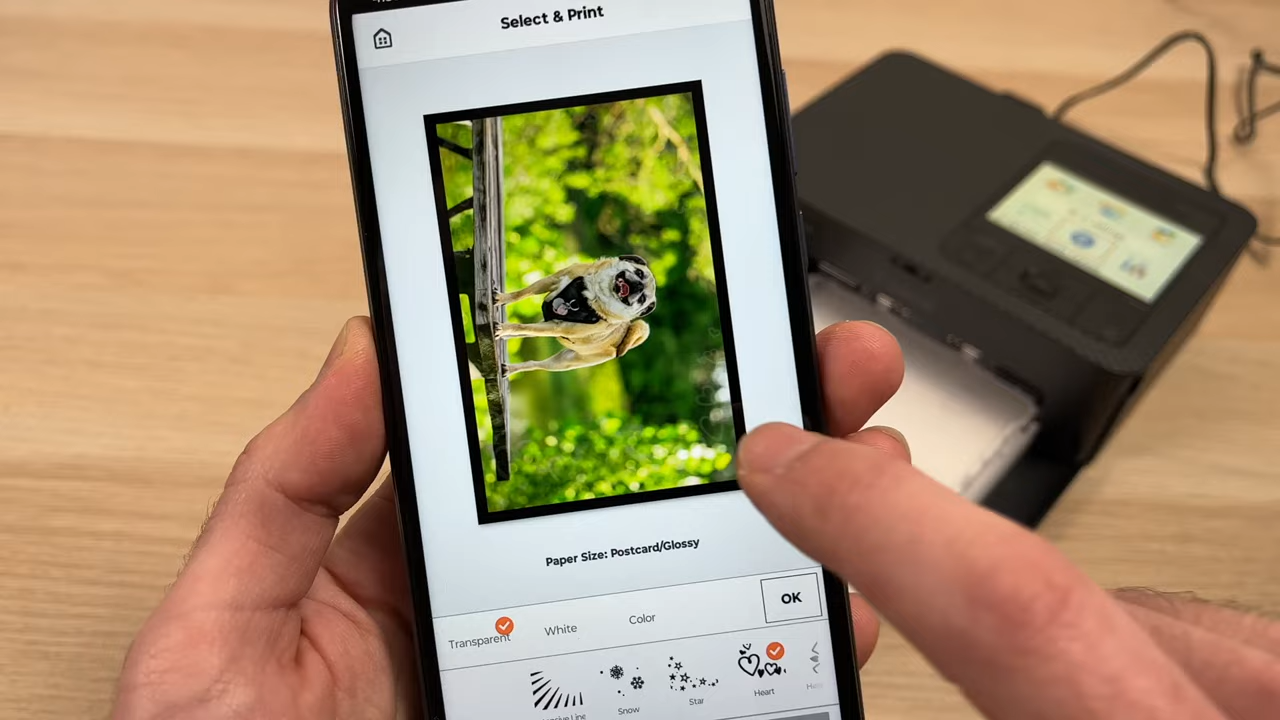 Select & Print
Paper Size: Postcard/Glossy
OK
Transparent
White
Color
Snow
Star
Heart